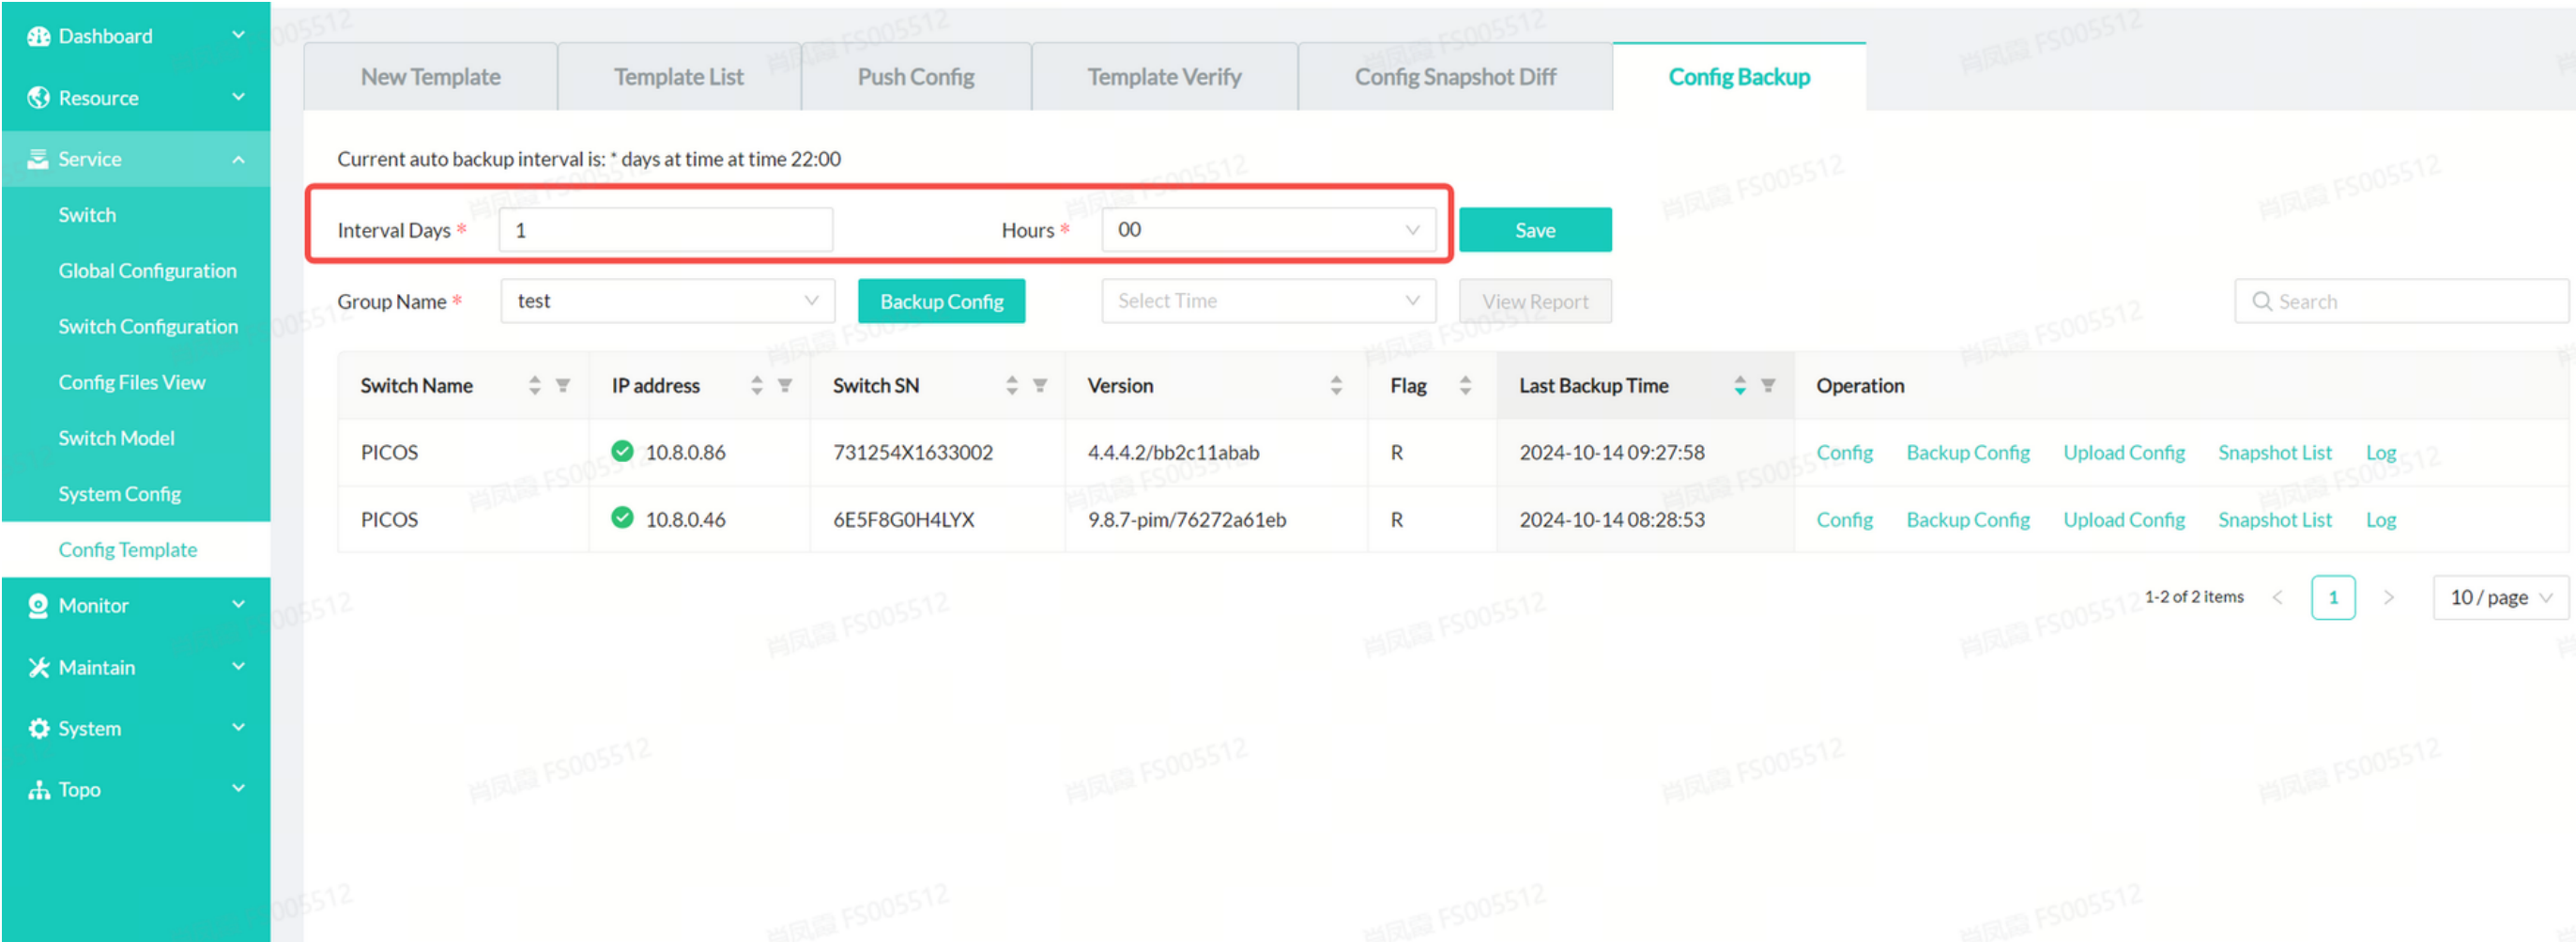 Dashboard
Resource
Service
Switch
Global Configuration
Switch Configuration
Config Files View
Switch Model
System Config
Config Template
Monitor
Maintain
System
Topo
New Template Template List Push Config Template Verify Config Snapshot Diff Config Backup
Current auto backup interval is: * days at time at time 22:00
Interval Days * 1 Hours * 00 Save
Group Name * test Backup Config Select Time View Report Search
Switch Name IP address Switch SN Version Flag Last Backup Time Operation
PICOS 10.8.0.86 731254X1633002 4.4.4.2/bb2c11abab R 2024-10-14 09:27:58 Config Backup Config Upload Config Snapshot List Log
PICOS 10.8.0.46 6E5F8G0H4LYX 9.8.7-pim/76272a61eb R 2024-10-14 08:28:53 Config Backup Config Upload Config Snapshot List Log
1-2 of 2 items < 1 > 10 / page
肖凤霞 FS005512